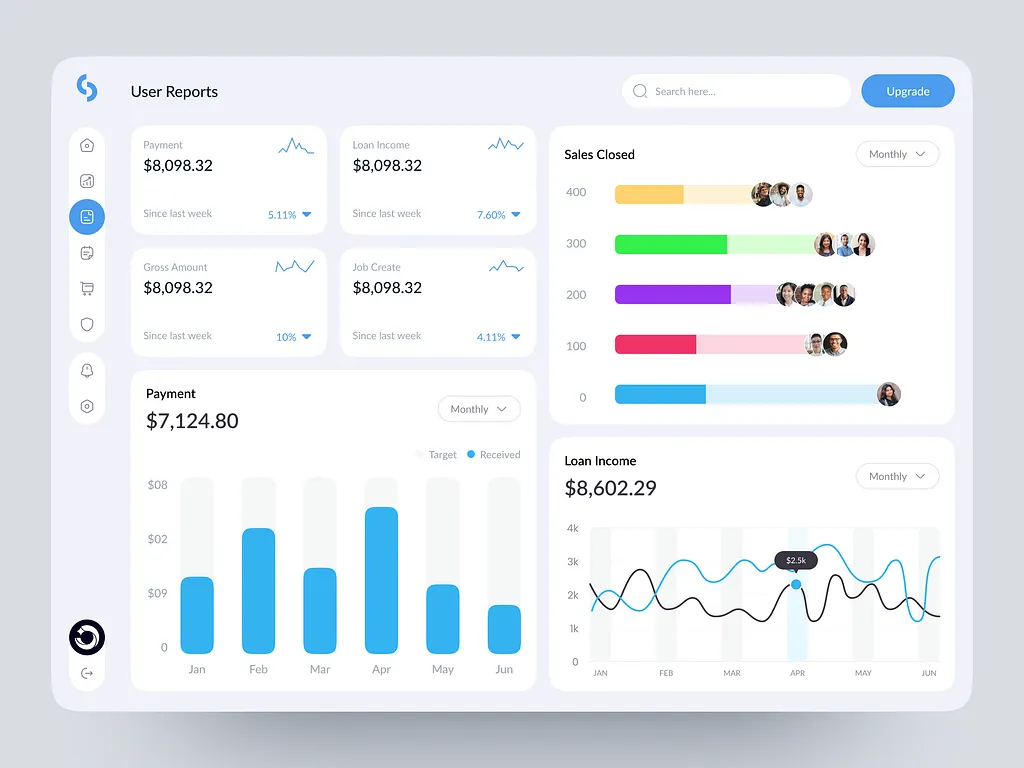 User Reports
Search here...
Upgrade
Payment
$8,098.32
Since last week
5.11%
Loan Income
$8,098.32
Since last week
7.60%
Gross Amount
$8,098.32
Since last week
10%
Job Create
$8,098.32
Since last week
4.11%
Sales Closed
Monthly
400
300
200
100
0
Payment
$7,124.80
Monthly
Target
Received
$08
$02
$09
0
Jan Feb Mar Apr May Jun
Loan Income
$8,602.29
Monthly
4k
3k
2k
1k
0
$2.5k
JAN FEB MAR APR MAY JUN